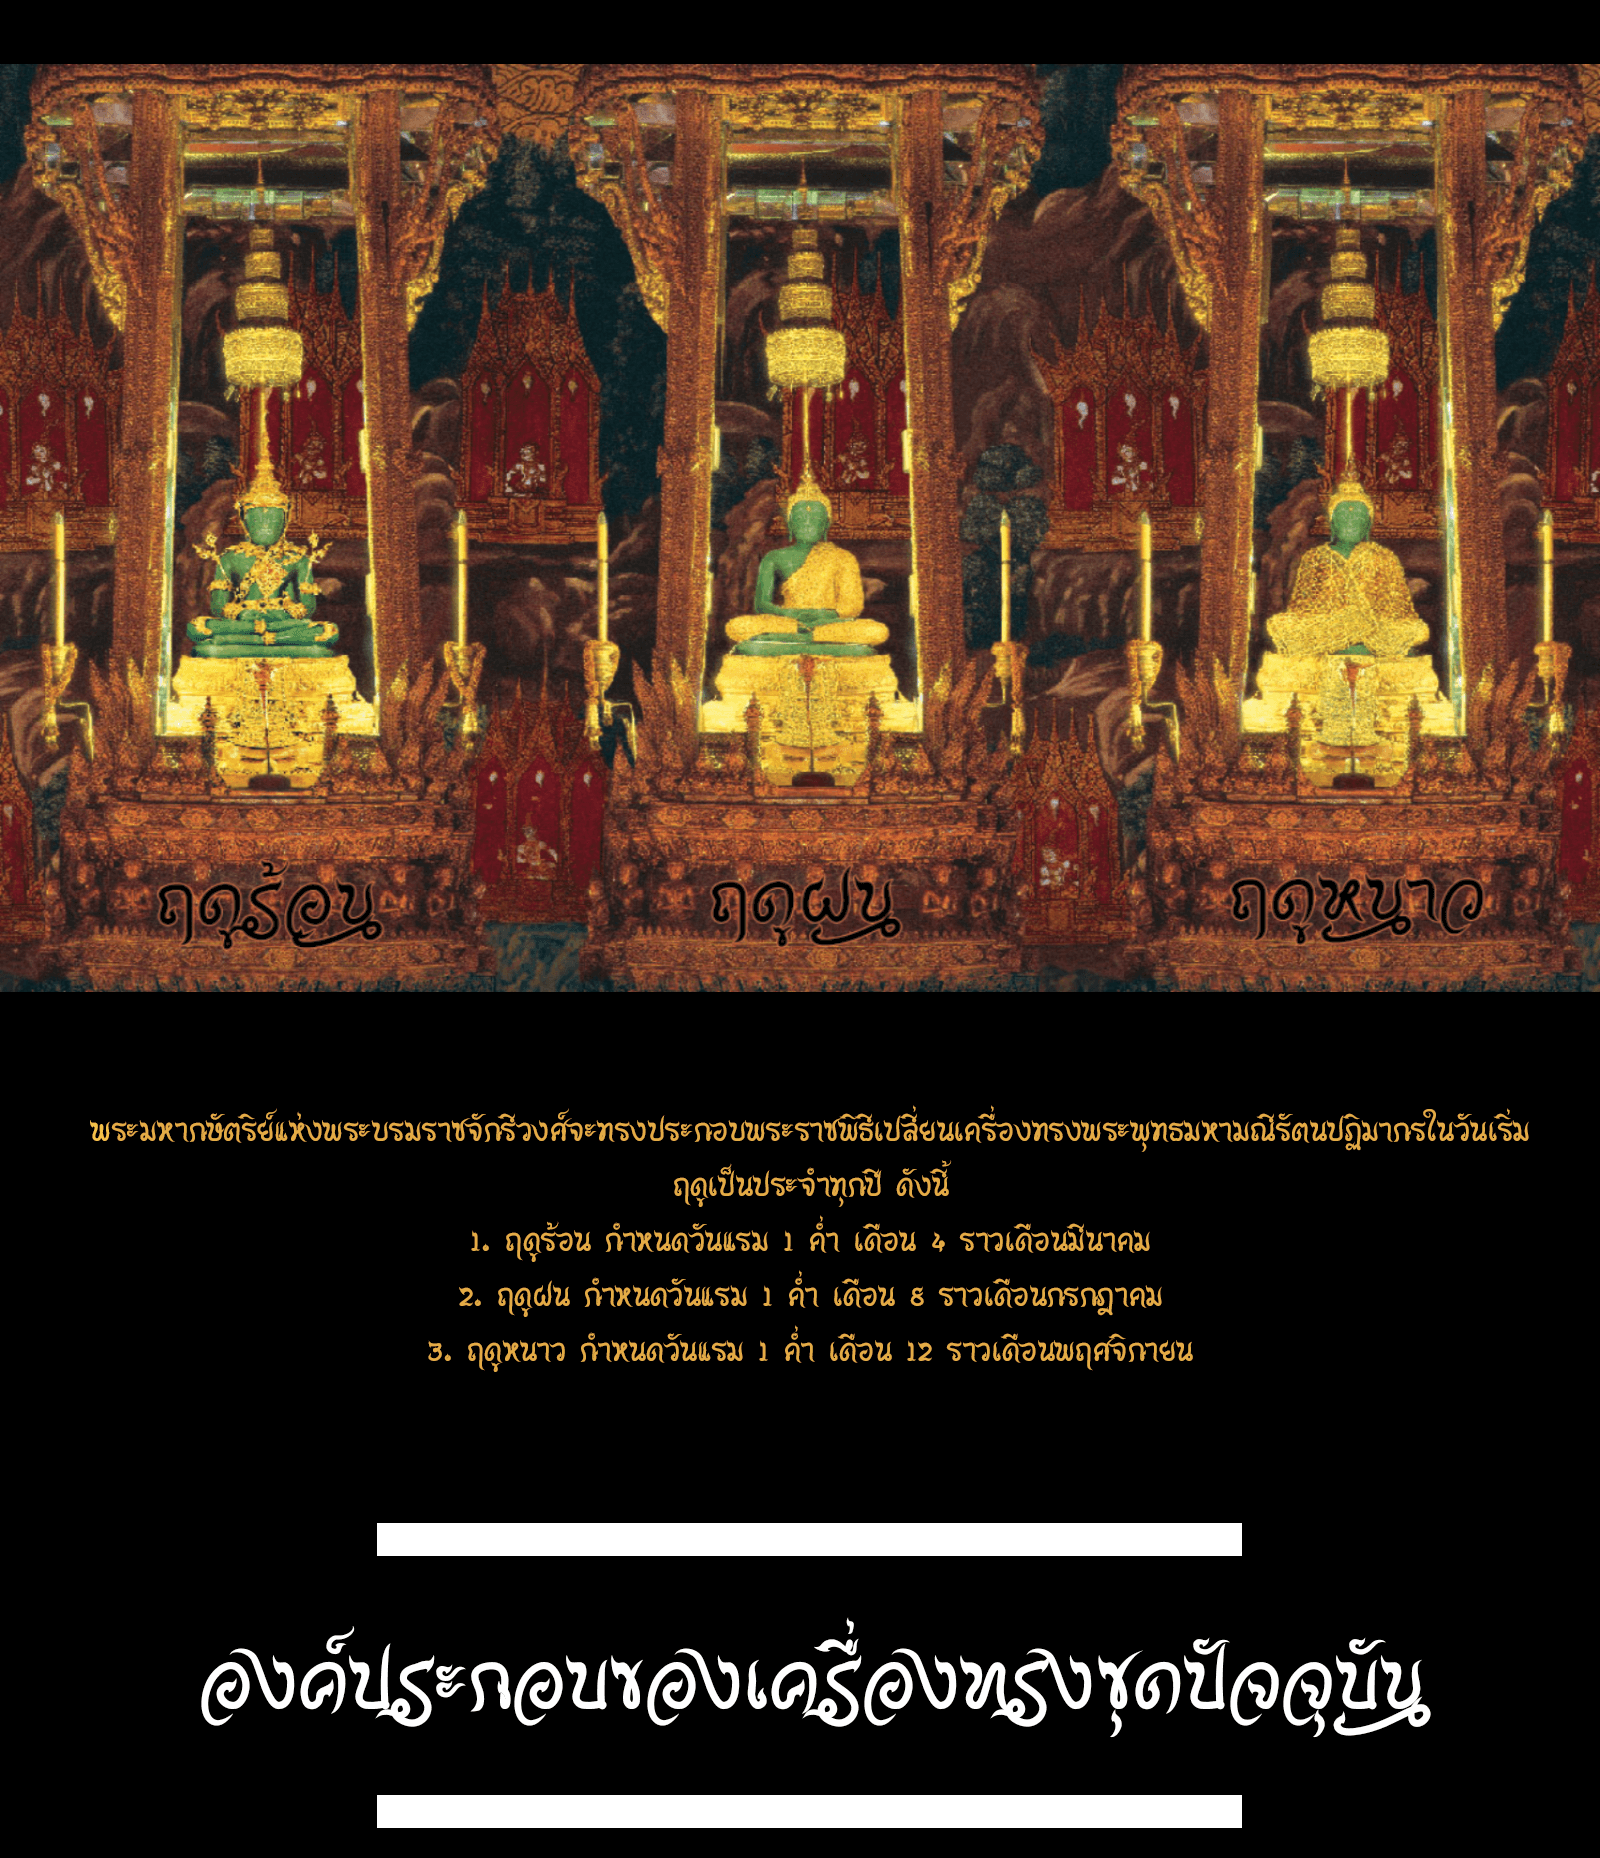 ฤดูร้อน ฤดูฝน ฤดูหนาว
พระมหากษัตริย์แห่งพระบรมราชจักรีวงศ์จะทรงประกอบพระราชพิธีเปลี่ยนเครื่องทรงพระพุทธมหามณีรัตนปฏิมากรในวันเริ่ม
ฤดูเป็นประจำทุกปี ดังนี้
1. ฤดูร้อน กำหนดวันแรม 1 ค่ำ เดือน 4 ราวเดือนมีนาคม
2. ฤดูฝน กำหนดวันแรม 1 ค่ำ เดือน 8 ราวเดือนกรกฎาคม
3. ฤดูหนาว กำหนดวันแรม 1 ค่ำ เดือน 12 ราวเดือนพฤศจิกายน
องค์ประกอบของเครื่องทรงชุดปัจจุบัน